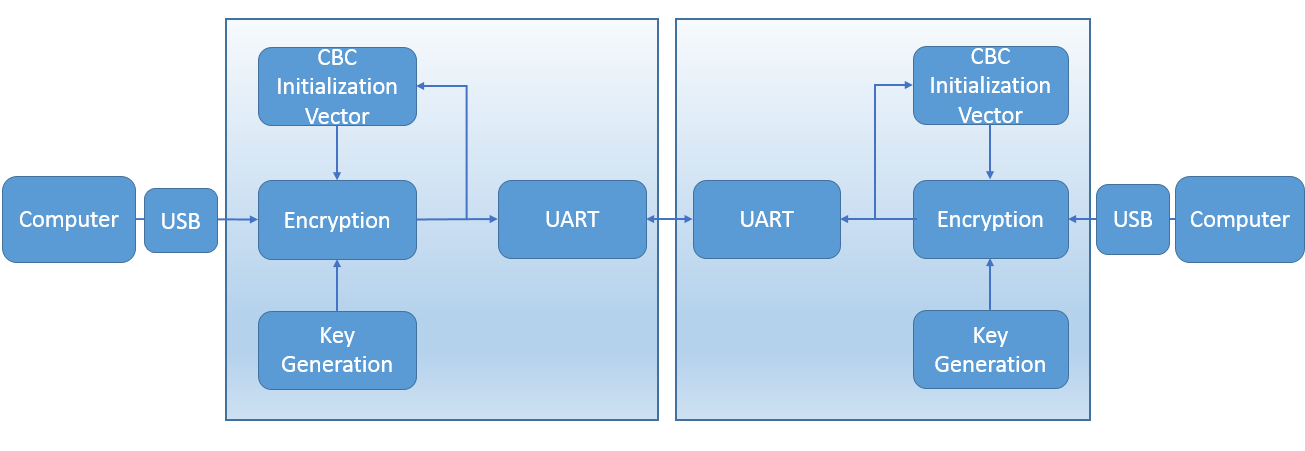 CBC
Initialization
Vector
Computer
USB
Encryption
UART
Key
Generation
CBC
Initialization
Vector
UART
Encryption
USB
Computer
Key
Generation